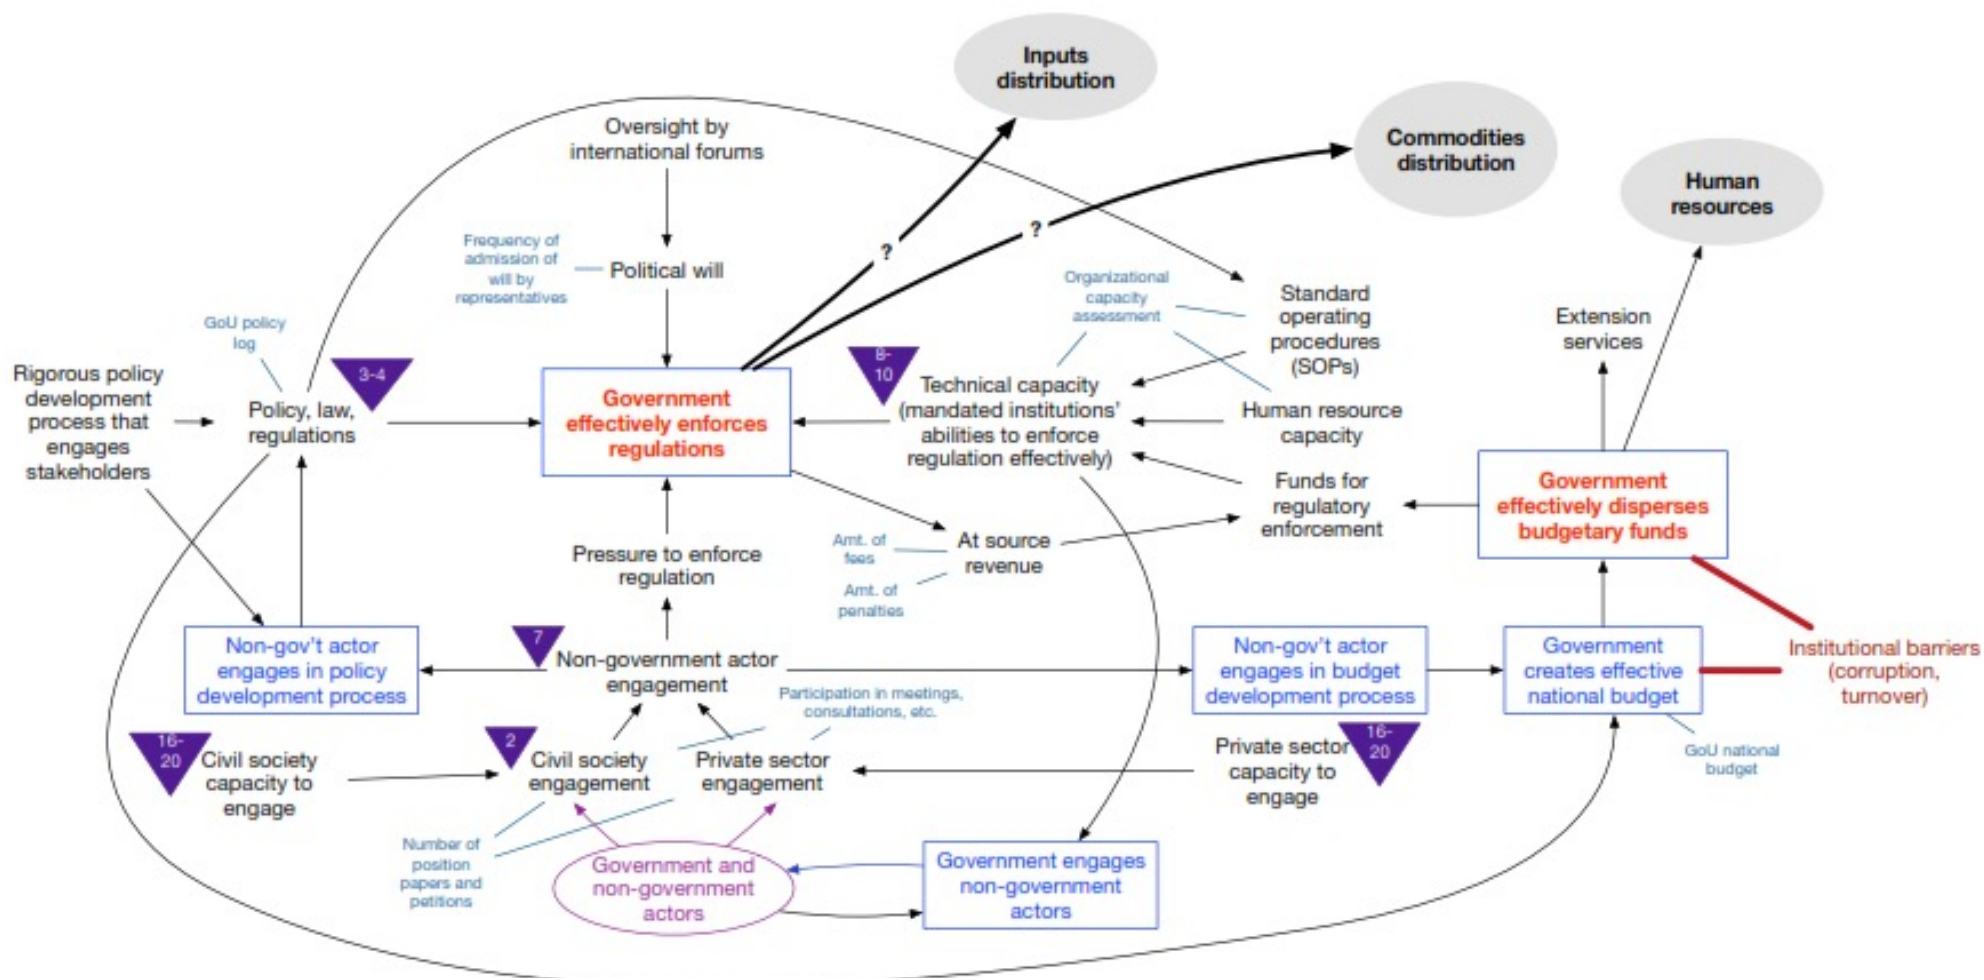 Inputs
distribution
Commodities
distribution
Human
resources
Oversight by
international forums
?
?
Frequency of
admission of
will by
representatives
Political will
Organizational
capacity
assessment
Standard
operating
procedures
(SOPs)
Extension
services
GoU policy
log
Rigorous policy
development
process that
engages
stakeholders
Policy, law,
regulations
3-4
Government
effectively enforces
regulations
8-
10
Technical capacity
(mandated institutions’
abilities to enforce
regulation effectively)
Human resource
capacity
Funds for
regulatory
enforcement
Government
effectively disperses
budgetary funds
Pressure to enforce
regulation
Amt. of
fees
Amt. of
penalties
At source
revenue
Non-gov’t actor
engages in policy
development process
7
Non-government actor
engagement
Participation in meetings,
consultations, etc.
Non-gov’t actor
engages in budget
development process
Government
creates effective
national budget
Institutional barriers
(corruption,
turnover)
16-
20
Civil society
capacity to
engage
2
Civil society
engagement
Private sector
engagement
Private sector
capacity to
engage
16-
20
GoU national
budget
Number of
position
papers and
petitions
Government and
non-government
actors
Government engages
non-government
actors